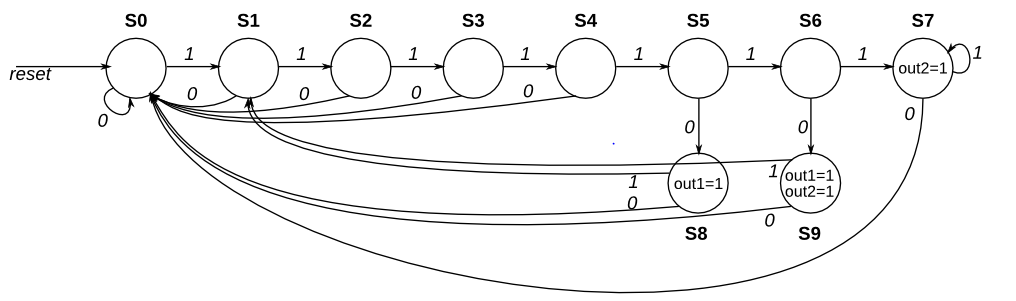 S0 S1 S2 S3 S4 S5 S6 S7
1 1 1 1 1 1 1 1
reset
out2=1
0 0 0 0 0
0
0 0
1 out1=1
out2=1
1 out1=1
0
0
S8 S9